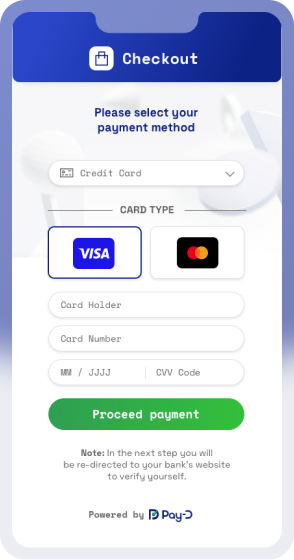 Checkout
Please select your
payment method
Credit Card
CARD TYPE
VISA
Card Holder
Card Number
MM / JJJJ
CVV Code
Proceed payment
Note: In the next step you will
be re-directed to your bank's website
to verify yourself.
Powered by Pay-D